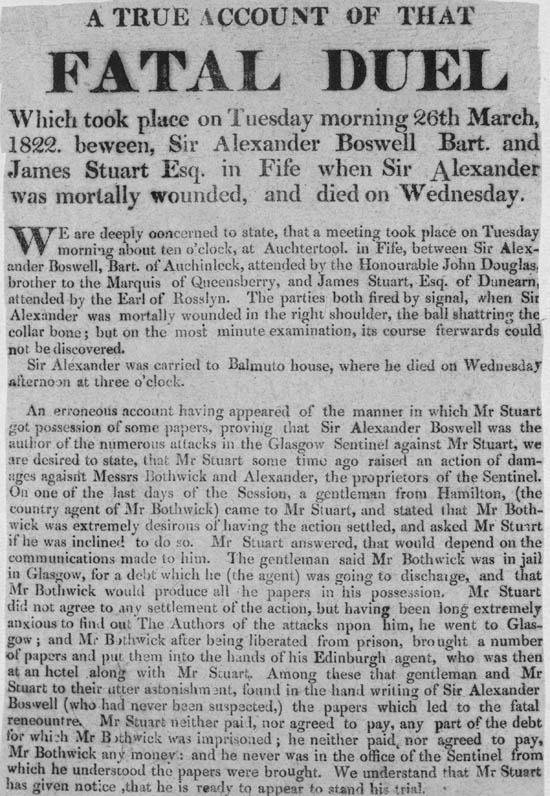 A TRUE ACCOUNT OF THAT
FATAL DUEL
Which took place on Tuesday morning 26th March,
1822. beween, Sir Alexander Boswell Bart. and
James Stuart Esq. in Fife when Sir Alexander
was mortally wounded, and died on Wednesday.
WE are deeply ooncerned to state, that a meeting took place on Tuesday
morning about ten o'clock, at Auchtertool. in Fife, between Sir Alex-
ander Boswell, Bart. of Auchinleck, attended by the Honourable John Douglas,
brother to the Marquis of Queensberry, and James Stuart, Esq. of Dunearn,
attended by the Earl of Rosslyn. The parties both fired by signal, when Sir
Alexander was mortally wounded in the right shoulder, the ball shattring the
collar bone; but on the most minute examination, its course fterwards could
not be discovered.
Sir Alexander was carried to Balmuto house, where he died on Wednesday
afternoon at three o'clock.
An erroneous account having appeared of the manner in which Mr Stuart
got possession of some papers, proving that Sir Alexander Boswell was the
author of the numerous attacks in the Glasgow Sentinel against Mr Stuart, we
are desired to state, that Mr Stuart some time ago raised an action of dam-
ages agaisnt Messrs Bothwick and Alexander, the proprietors of the Sentinel.
On one of the last days of the Session, a gentleman from Hamilton, (the
country agent of Mr Bothwick) came to Mr Stuart, and stated that Mr Both-
wick was extremely desirous of having the action settled, and asked Mr Stuart
if he was inclined to do so. Mr Stuart answered, that would depend on the
communications made to him. The gentleman said Mr Bothwick was in jail
in Glasgow, for a debt which he (the agent) was going to discharge, and that
Mr Bothwick would produce all he papers in his possession. Mr Stuart
did not agree to any settlement of the action, but having been long extremely
anxious to find out The Authors of the attacks npon him, he went to Glas-
gow; and Mr Bothwick after being liberated from prison, brought a number
of papers and put them into the hands of his Edinburgh agent, who was then
at an hotel along with Mr Stuart. Among these that gentleman and Mr
Stuart to their utter astonishment, found in the hand writing of Sir Alexander
Boswell (who had never been suspected,) the papers which led to the fatal
reneountre. Mr Stuart neither paid, nor agreed to pay, any part of the debt
for which Mr Bothwick was imprisoned; he neither paid, nor agreed to pay,
Mr Bothwick any money: and he never was in the office of the Sentinel from
which he understood the papers were brought. We understand that Mr Stuart
has given notice ,that he is ready to appear to stand his trial.